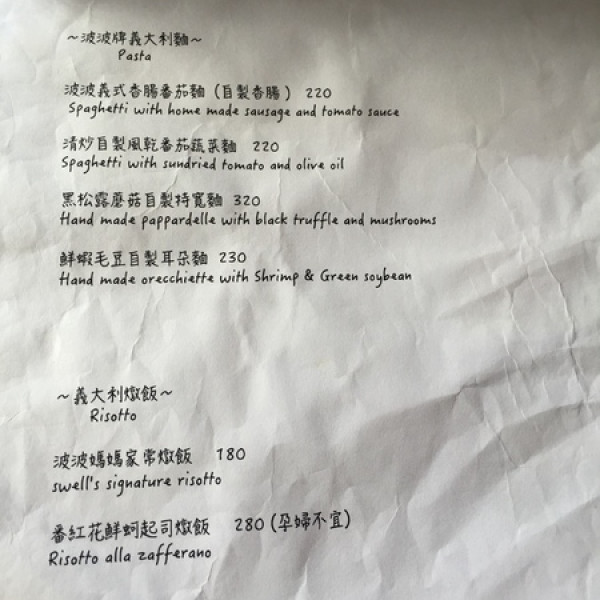 ～波波牌義大利麵～
Pasta
波波義式香腸番茄麵 (自製香腸) 220
Spaghetti with home made sausage and tomato sauce
清炒自製風乾番茄蔬菜麵 220
Spaghetti with sundried tomato and olive oil
黑松露蘑菇自製特寬麵 320
Hand made pappardelle with black truffle and mushrooms
鮮蝦毛豆自製耳朵麵 230
Hand made orecchiette with Shrimp & Green soybean
～義大利燉飯～
Risotto
波波媽媽家常燉飯 180
swell's signature risotto
番紅花鮮蚵起司燉飯 280 (孕婦不宜)
Risotto alla zafferano